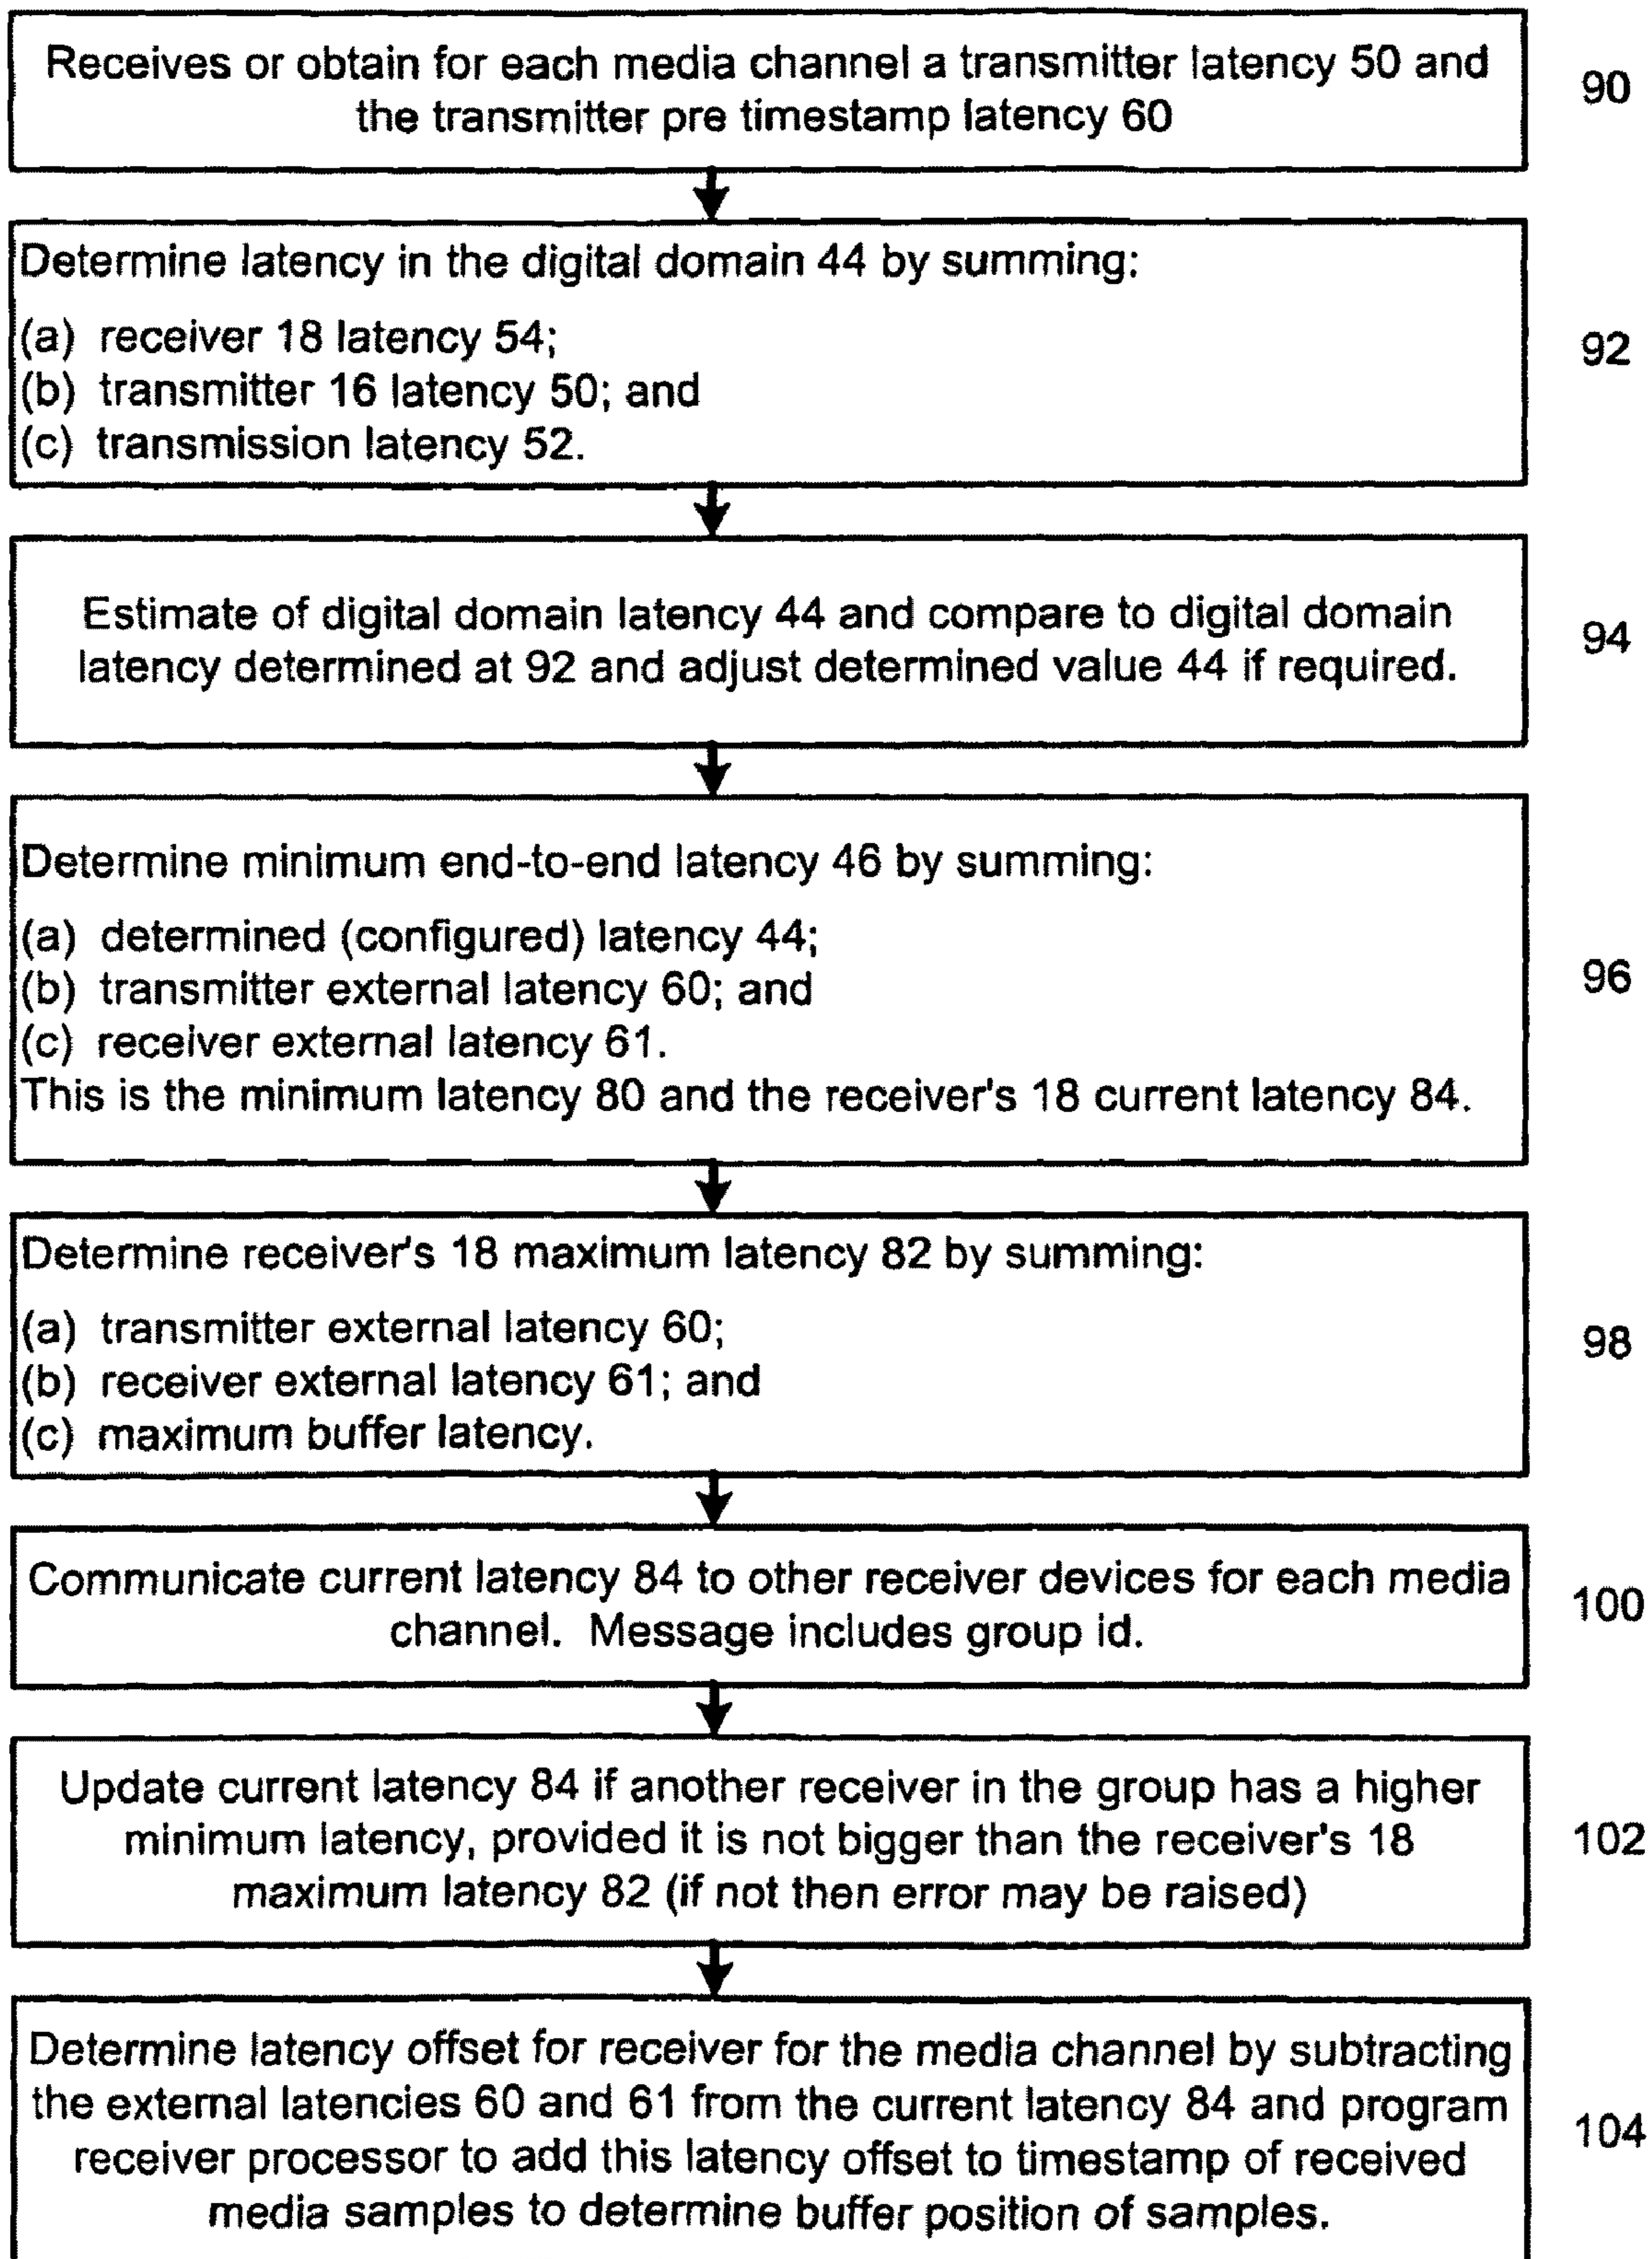 Receives or obtain for each media channel a transmitter latency 50 and
the transmitter pre timestamp latency 60
90
Determine latency in the digital domain 44 by summing:
(a) receiver 18 latency 54;
(b) transmitter 16 latency 50; and
(c) transmission latency 52.
92
Estimate of digital domain latency 44 and compare to digital domain
latency determined at 92 and adjust determined value 44 if required.
94
Determine minimum end-to-end latency 46 by summing:
(a) determined (configured) latency 44;
(b) transmitter external latency 60; and
(c) receiver external latency 61.
This is the minimum latency 80 and the receiver's 18 current latency 84.
96
Determine receiver's 18 maximum latency 82 by summing:
(a) transmitter external latency 60;
(b) receiver external latency 61; and
(c) maximum buffer latency.
98
Communicate current latency 84 to other receiver devices for each media
channel. Message includes group id.
100
Update current latency 84 if another receiver in the group has a higher
minimum latency, provided it is not bigger than the receiver's 18
maximum latency 82 (if not then error may be raised)
102
Determine latency offset for receiver for the media channel by subtracting
the external latencies 60 and 61 from the current latency 84 and program
receiver processor to add this latency offset to timestamp of received
media samples to determine buffer position of samples.
104